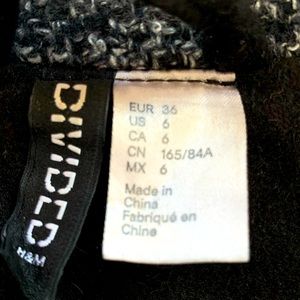 DIVIDED
H&M
EUR 36
US 6
CA 6
CN 165/84A
MX 6
Made in
China
Fabriqué en
Chine